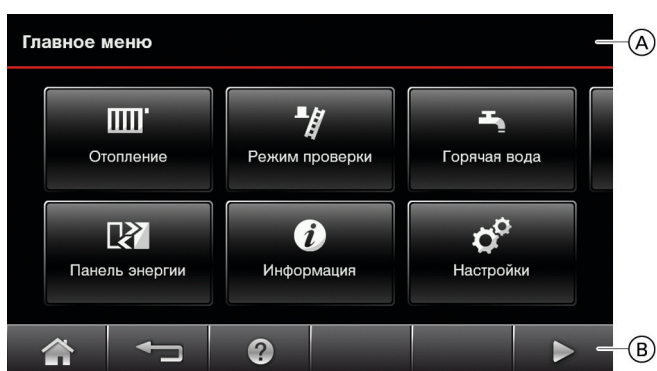 Главное меню
A
Отопление
Режим проверки
Горячая вода
Панель энергии
Информация
Настройки
B